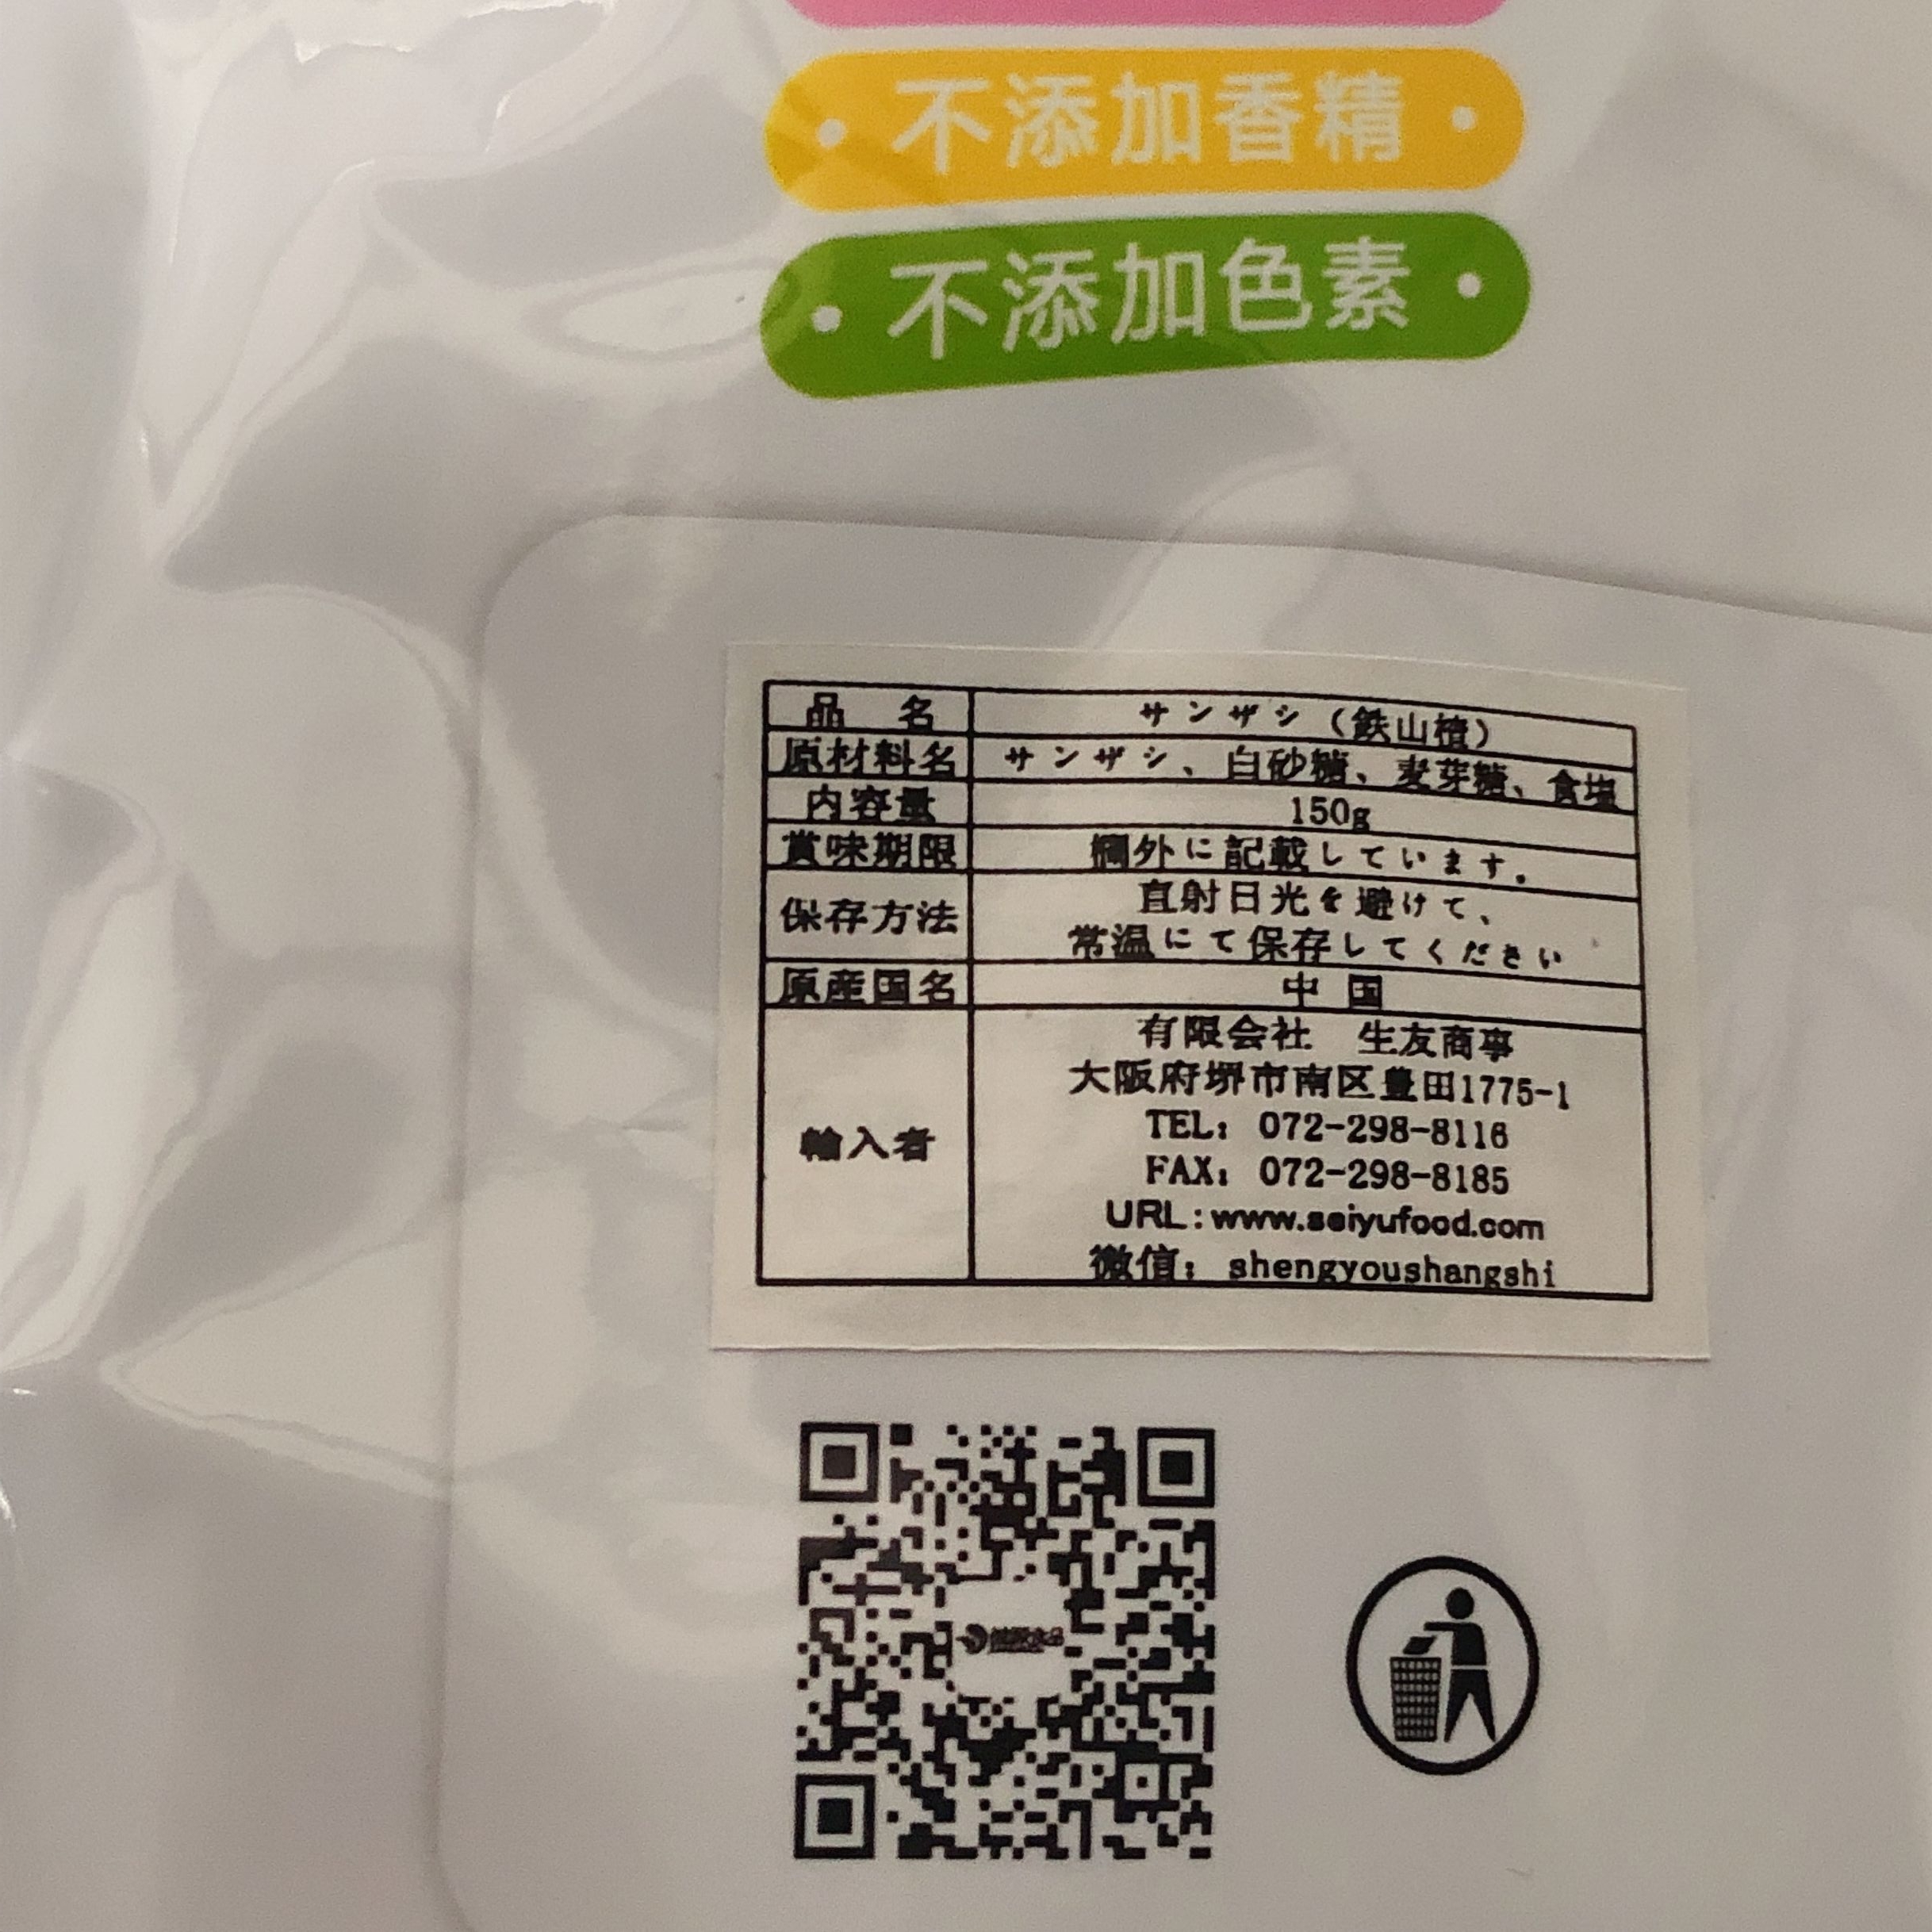 不添加香精
不添加色素
品 名 サンザシ（鉄山楂）
原材料名 サンザシ、白砂糖、麦芽糖、食塩
内容量 150g
賞味期限 欄外に記載しています。
保存方法 直射日光を避けて、
常温にて保存してください
原産国名 中国
輸入者
有限会社 生友商事
大阪府堺市南区豊田1775-1
TEL: 072-298-8116
FAX: 072-298-8185
URL:www.seiyufood.com
微信: shengyoushangshi